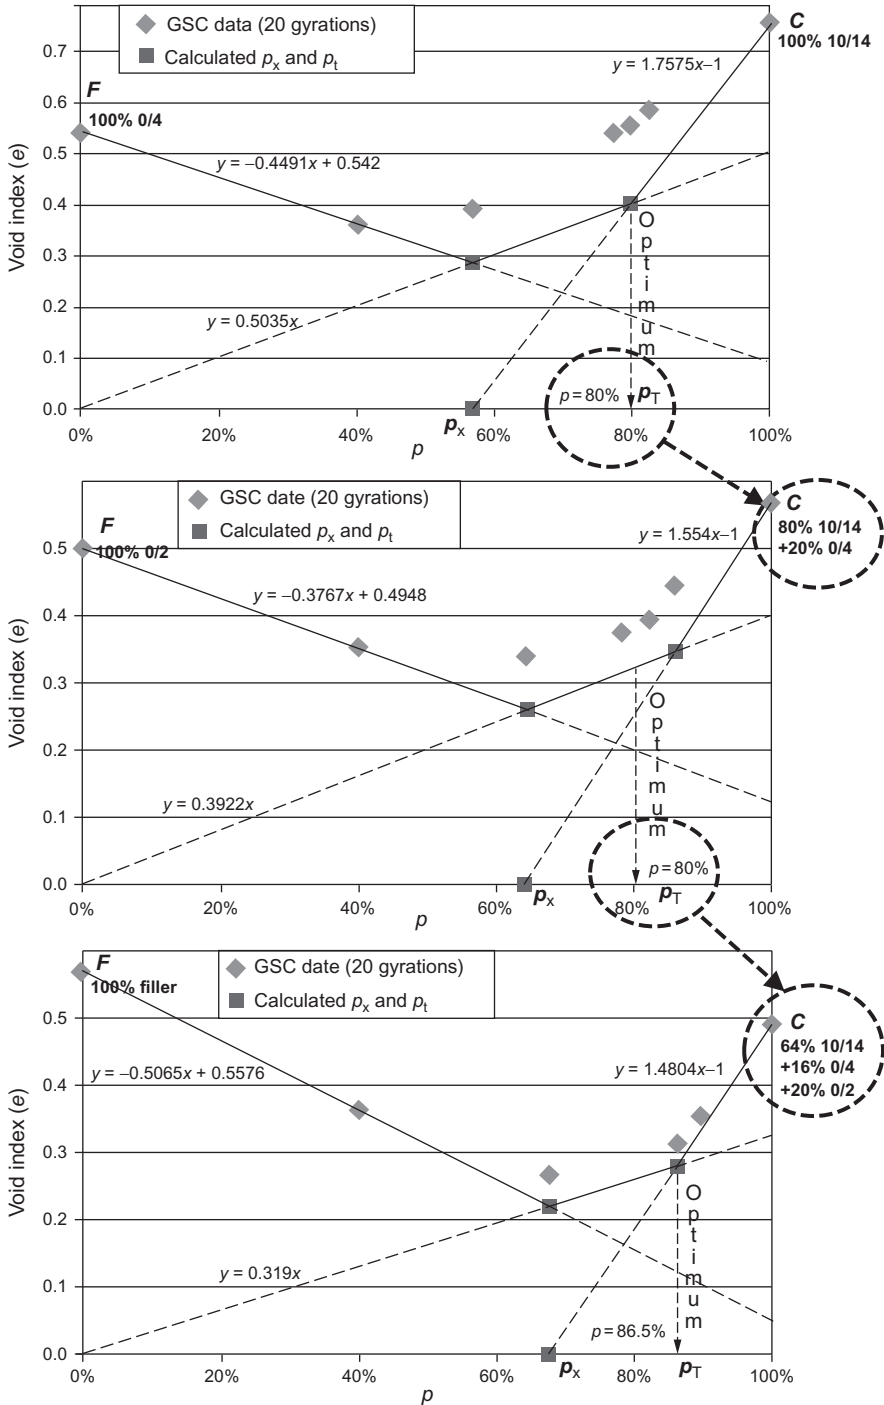 GSC data (20 gyrations)
Calculated px and pt
C
100% 10/14
y = 1.7575x–1
F
100% 0/4
y = –0.4491x + 0.542
y = 0.5035x
Optimum
p = 80%
pT
px
Void index (e)
0.7
0.6
0.5
0.4
0.3
0.2
0.1
0.0
0% 20% 40% 60% 80% 100%
p
GSC date (20 gyrations)
Calculated px and pt
C
80% 10/14
+20% 0/4
y = 1.554x–1
F
100% 0/2
y = –0.3767x + 0.4948
y = 0.3922x
Optimum
p = 80%
pT
px
Void index (e)
0.5
0.4
0.3
0.2
0.1
0.0
0% 20% 40% 60% 80% 100%
p
F
100% filler
GSC date (20 gyrations)
Calculated px and pt
C
64% 10/14
+16% 0/4
+20% 0/2
y = –0.5065x + 0.5576
y = 1.4804x–1
y = 0.319x
Optimum
p = 86.5%
px
pT
Void index (e)
0.5
0.4
0.3
0.2
0.1
0.0
0% 20% 40% 60% 80% 100%
p